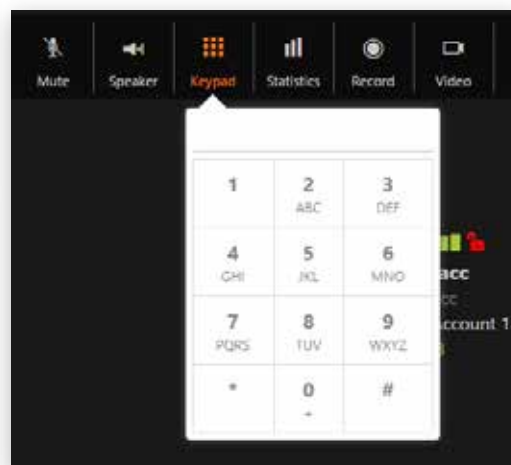 Mute Speaker Keypad Statistics Record Video
1 2 3
ABC DEF
4 5 6
GHI JKL MNO
acc
cc
7 8 9
PQRS TUV WXYZ
ccount 1
* 0 #
+